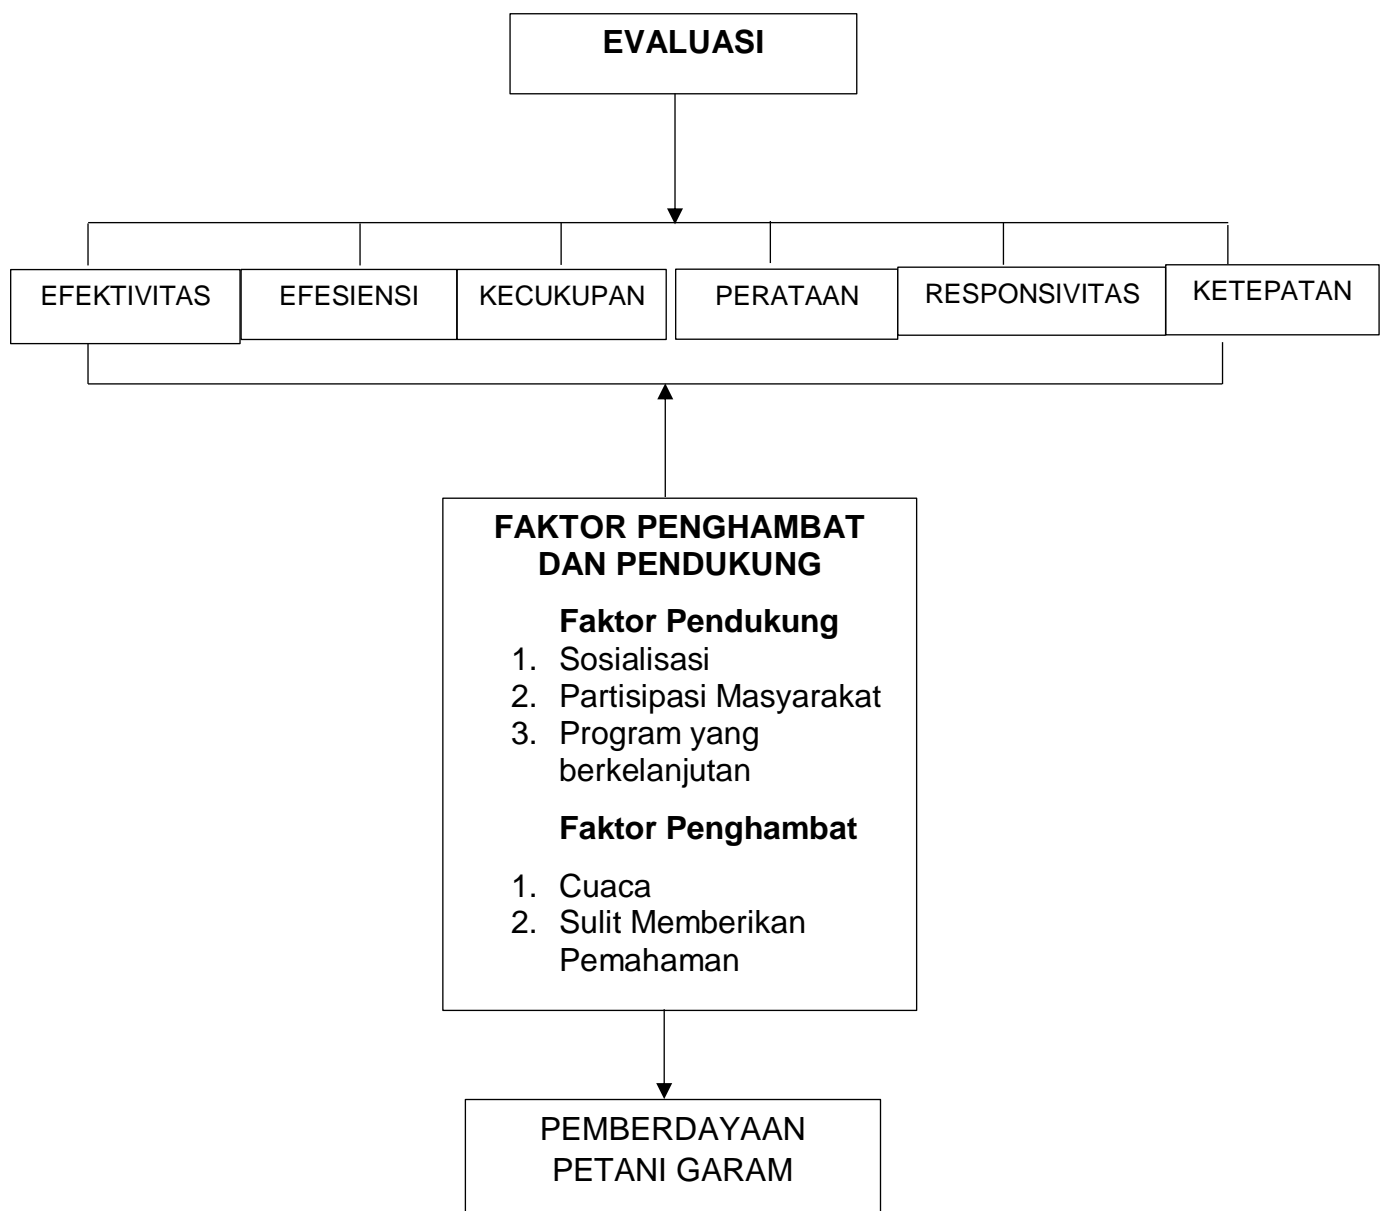 EVALUASI
EFEKTIVITAS
EFESIENSI
KECUKUPAN
PERATAAN
RESPONSIVITAS
KETEPATAN
FAKTOR PENGHAMBAT
DAN PENDUKUNG
Faktor Pendukung
1. Sosialisasi
2. Partisipasi Masyarakat
3. Program yang
berkelanjutan
Faktor Penghambat
1. Cuaca
2. Sulit Memberikan
Pemahaman
PEMBERDAYAAN
PETANI GARAM